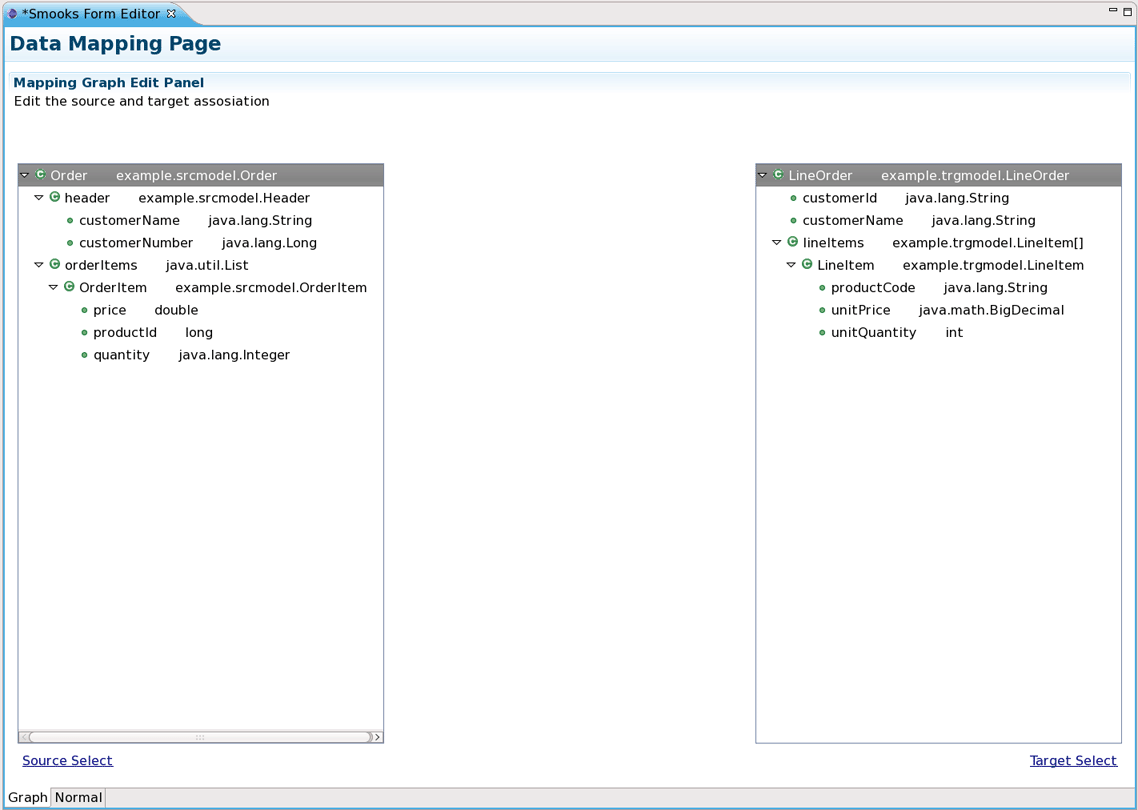 *Smooks Form Editor
Data Mapping Page
Mapping Graph Edit Panel
Edit the source and target assosiation
Order example.srcmodel.Order
header example.srcmodel.Header
customerName java.lang.String
customerNumber java.lang.Long
orderItems java.util.List
OrderItem example.srcmodel.OrderItem
price double
productId long
quantity java.lang.Integer
LineOrder example.trgmodel.LineOrder
customerId java.lang.String
customerName java.lang.String
lineItems example.trgmodel.LineItem[]
LineItem example.trgmodel.LineItem
productCode java.lang.String
unitPrice java.math.BigDecimal
unitQuantity int
Source Select
Target Select
Graph Normal